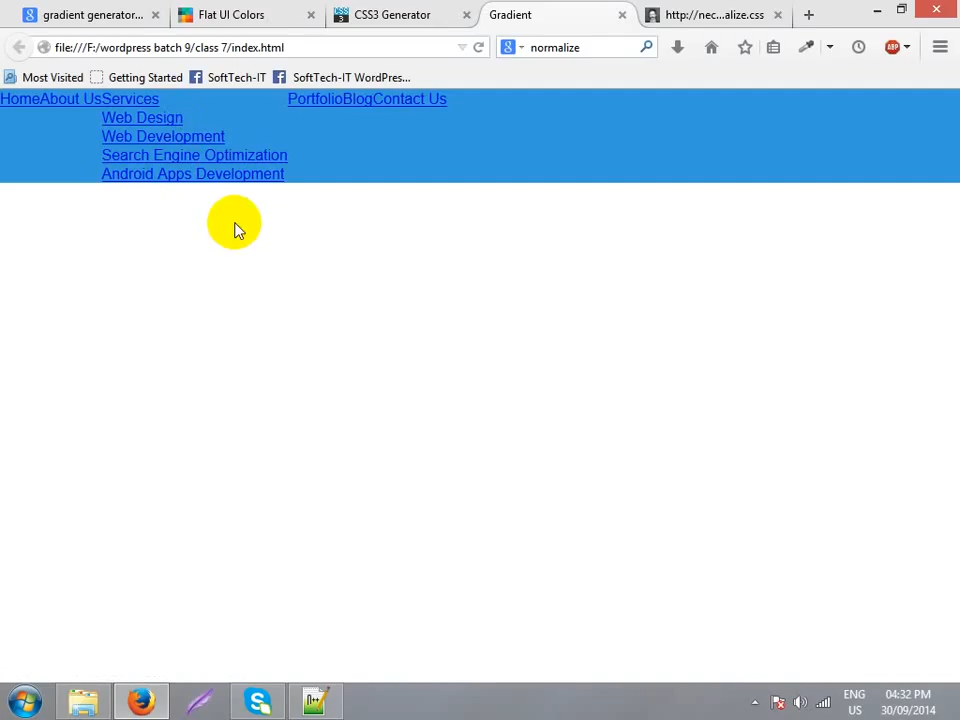 gradient generator...
Flat UI Colors
CSS3 Generator
Gradient
http://nec...alize.css
file:///F:/wordpress batch 9/class 7/index.html
normalize
ABP
Most Visited
Getting Started
SoftTech-IT
SoftTech-IT WordPres...
HomeAbout UsServices
PortfolioBlogContact Us
Web Design
Web Development
Search Engine Optimization
Android Apps Development
ENG
US
04:32 PM
30/09/2014